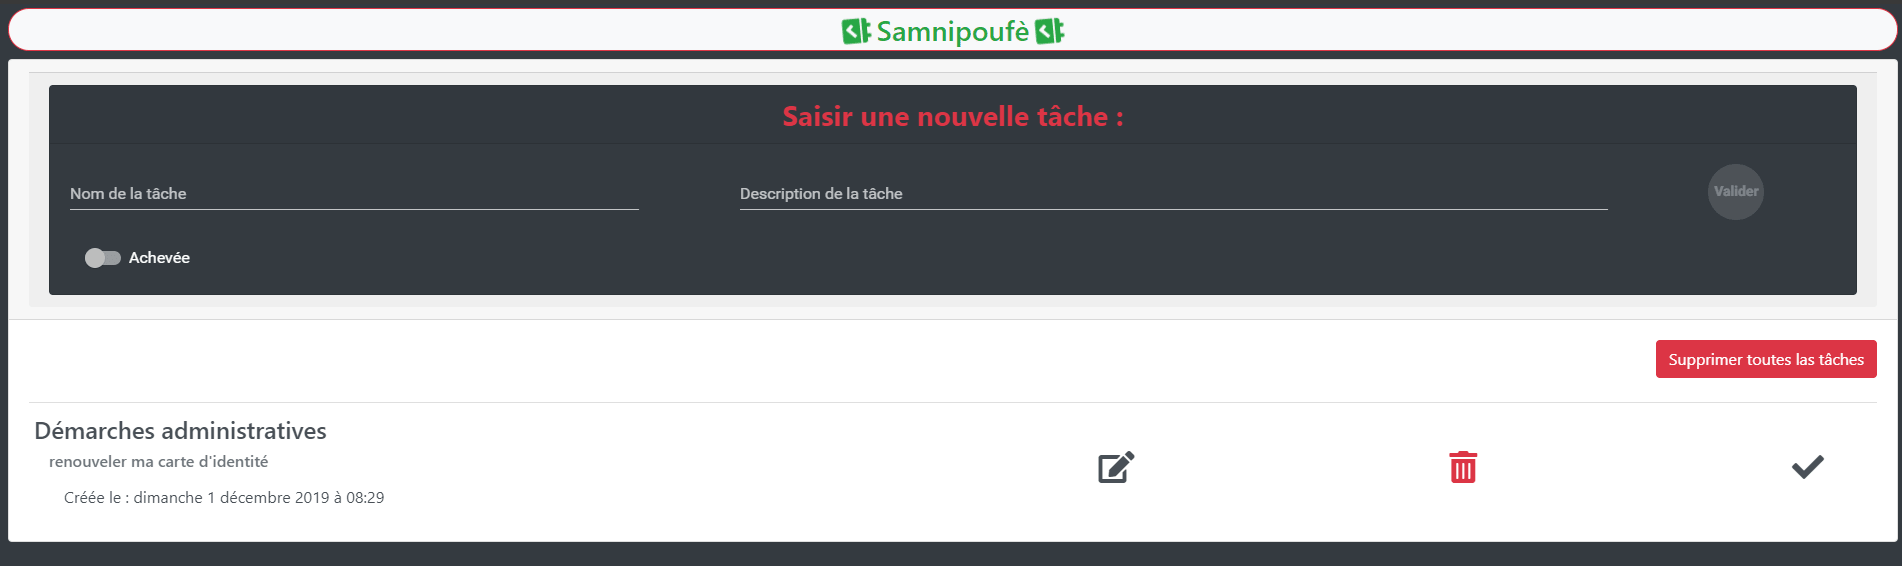 Samnipoufè
Saisir une nouvelle tâche :
Nom de la tâche
Description de la tâche
Valider
Achevée
Supprimer toutes las tâches
Démarches administratives
renouveler ma carte d'identité
Créée le : dimanche 1 décembre 2019 à 08:29